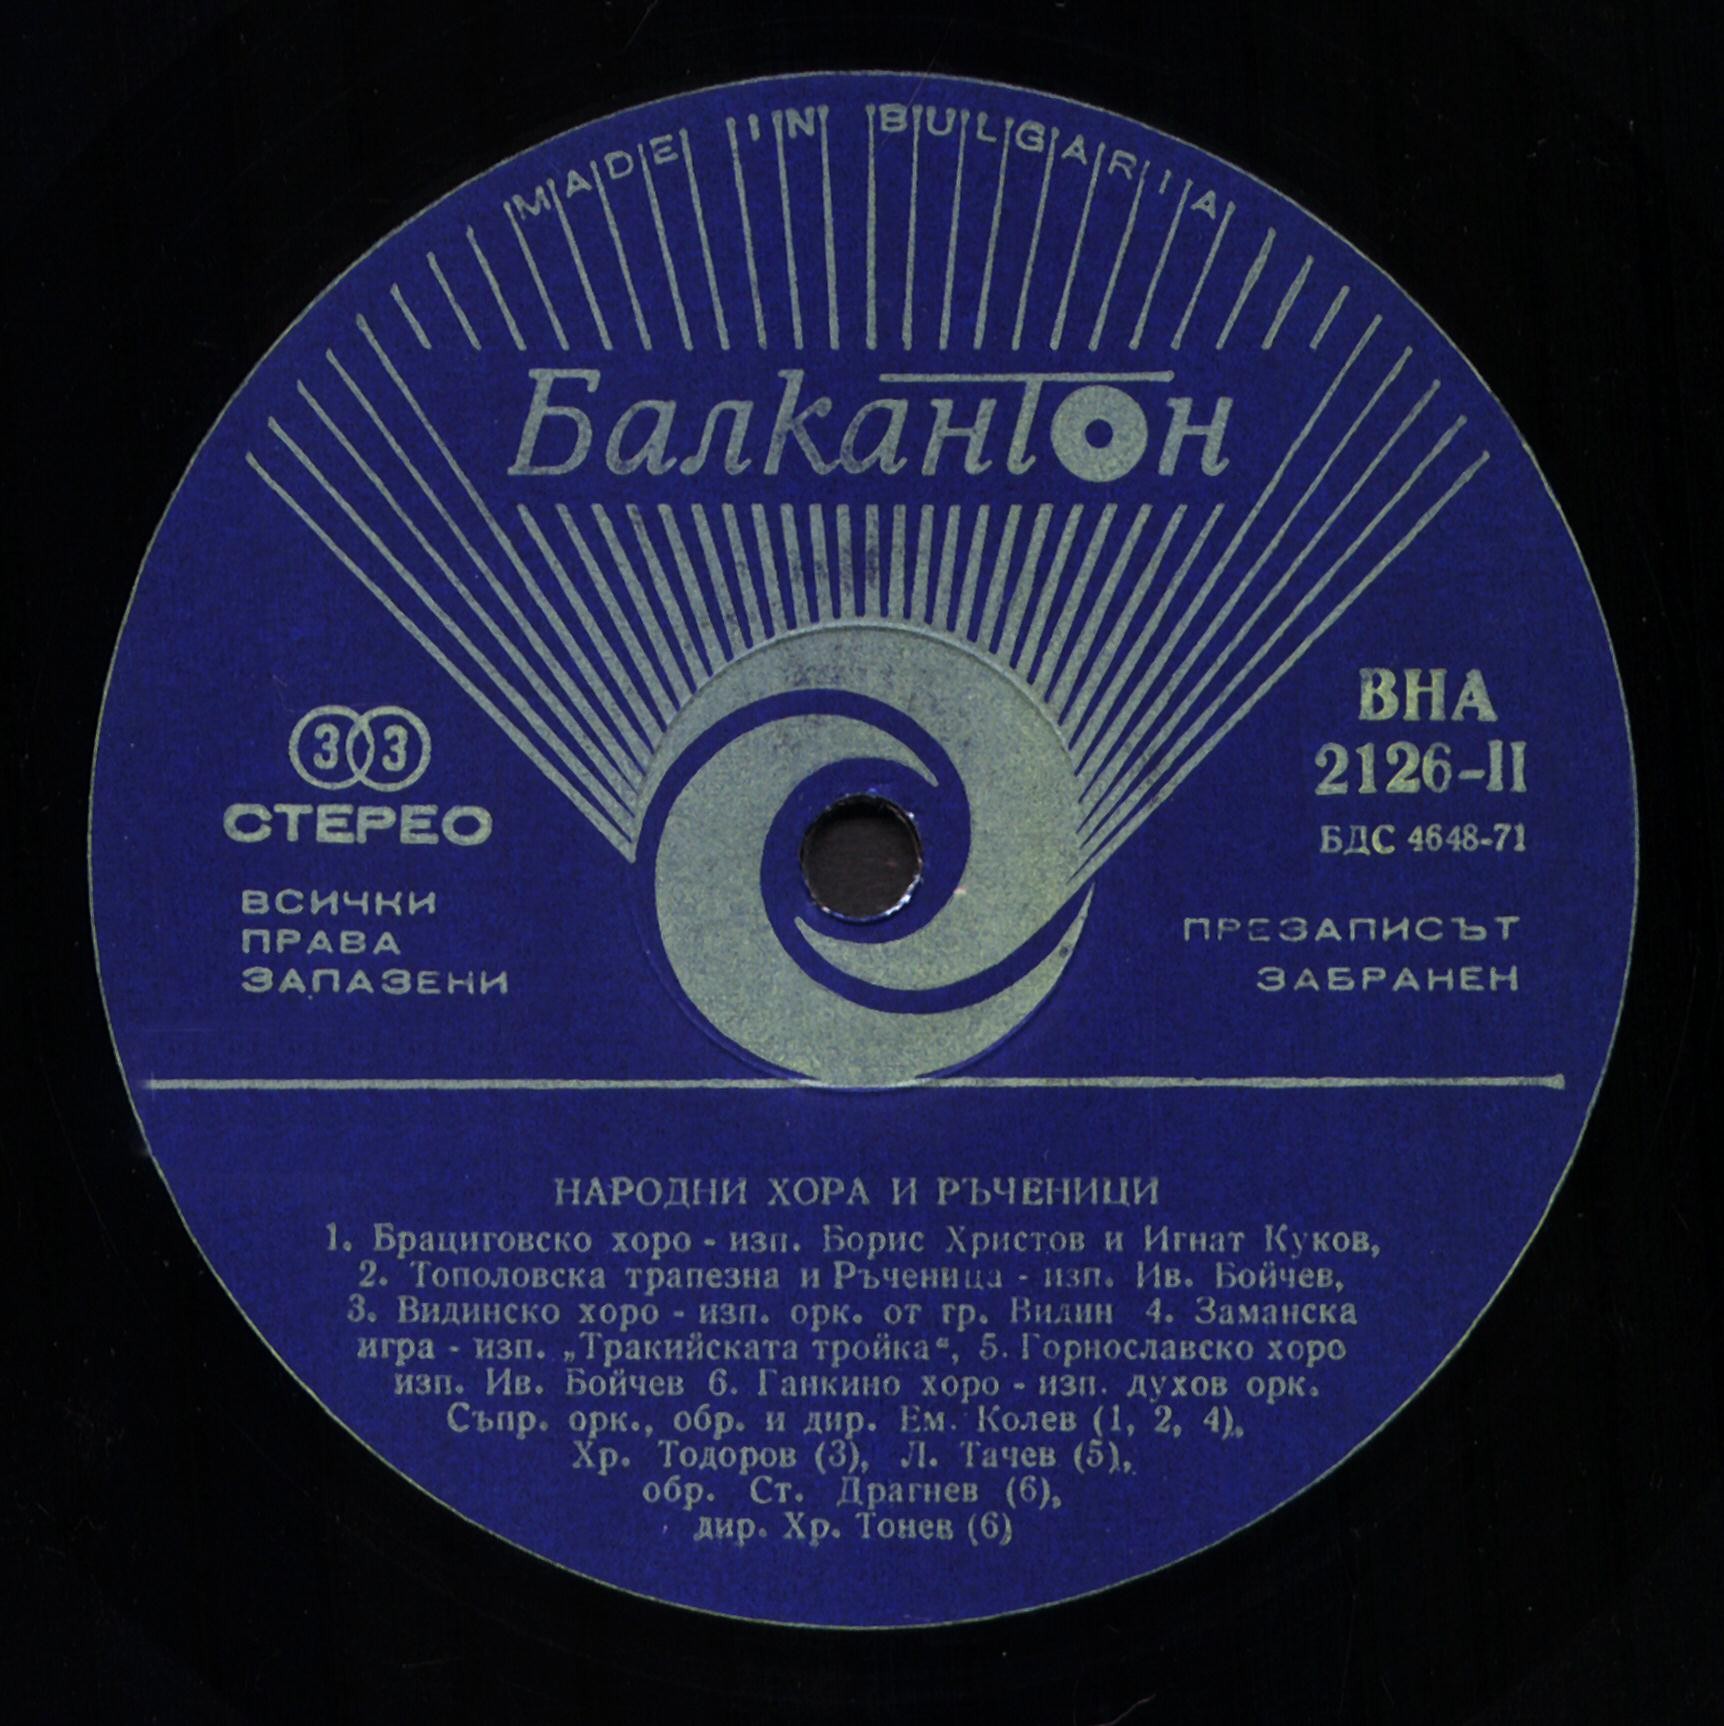 MADE IN BULGARIA
Балкантон
33
СТЕРЕО
ВСИЧКИ
ПРАВА
ЗАПАЗЕНИ
ВНА
2126-II
БДС 4648-71
ПРЕЗАПИСЪТ
ЗАБРАНЕН
НАРОДНИ ХОРА И РЪЧЕНИЦИ
1. Брациговско хоро - изп. Борис Христов и Игнат Куков,
2. Тополовска трапезна и Ръченица - изп. Ив. Бойчев,
3. Видинско хоро - изп. орк. от гр. Видин 4. Заманска
игра - изп. „Тракийската тройка“, 5. Горнославско хоро
изп. Ив. Бойчев 6. Ганкино хоро - изп. духов орк.
Съпр. орк., обр. и дир. Ем. Колев (1, 2, 4),
Хр. Тодоров (3), Л. Тачев (5),
обр. Ст. Драгнев (6),
дир. Хр. Тонев (6)